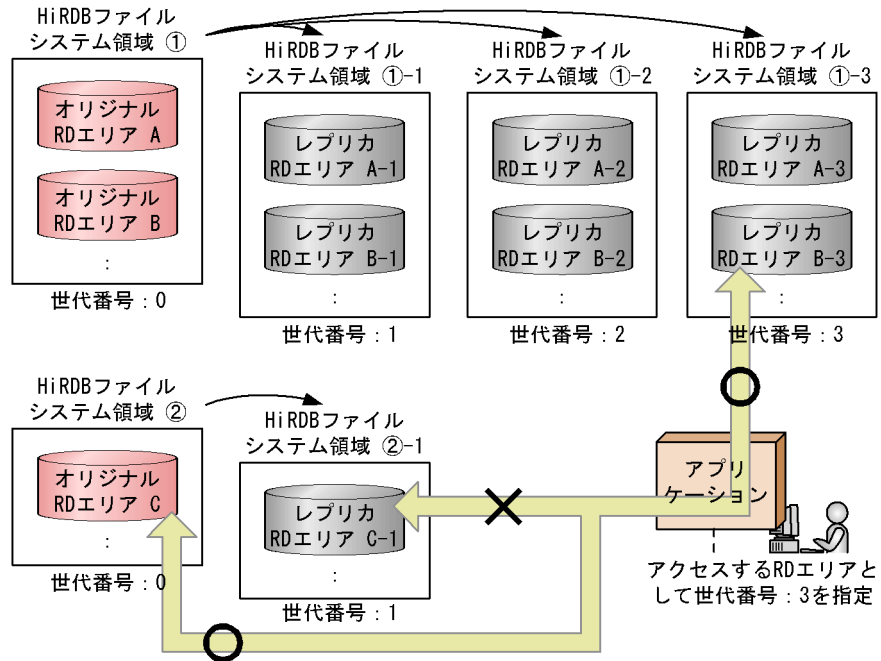 HiRDBファイル
システム領域 ①
オリジナル
RDエリア A
オリジナル
RDエリア B
:
世代番号：0
HiRDBファイル
システム領域 ①-1
レプリカ
RDエリア A-1
レプリカ
RDエリア B-1
:
世代番号：1
HiRDBファイル
システム領域 ①-2
レプリカ
RDエリア A-2
レプリカ
RDエリア B-2
:
世代番号：2
HiRDBファイル
システム領域 ①-3
レプリカ
RDエリア A-3
レプリカ
RDエリア B-3
:
世代番号：3
HiRDBファイル
システム領域 ②
オリジナル
RDエリア C
:
世代番号：0
HiRDBファイル
システム領域 ②-1
レプリカ
RDエリア C-1
:
世代番号：1
アプリ
ケーション
アクセスするRDエリアと
して世代番号：3を指定